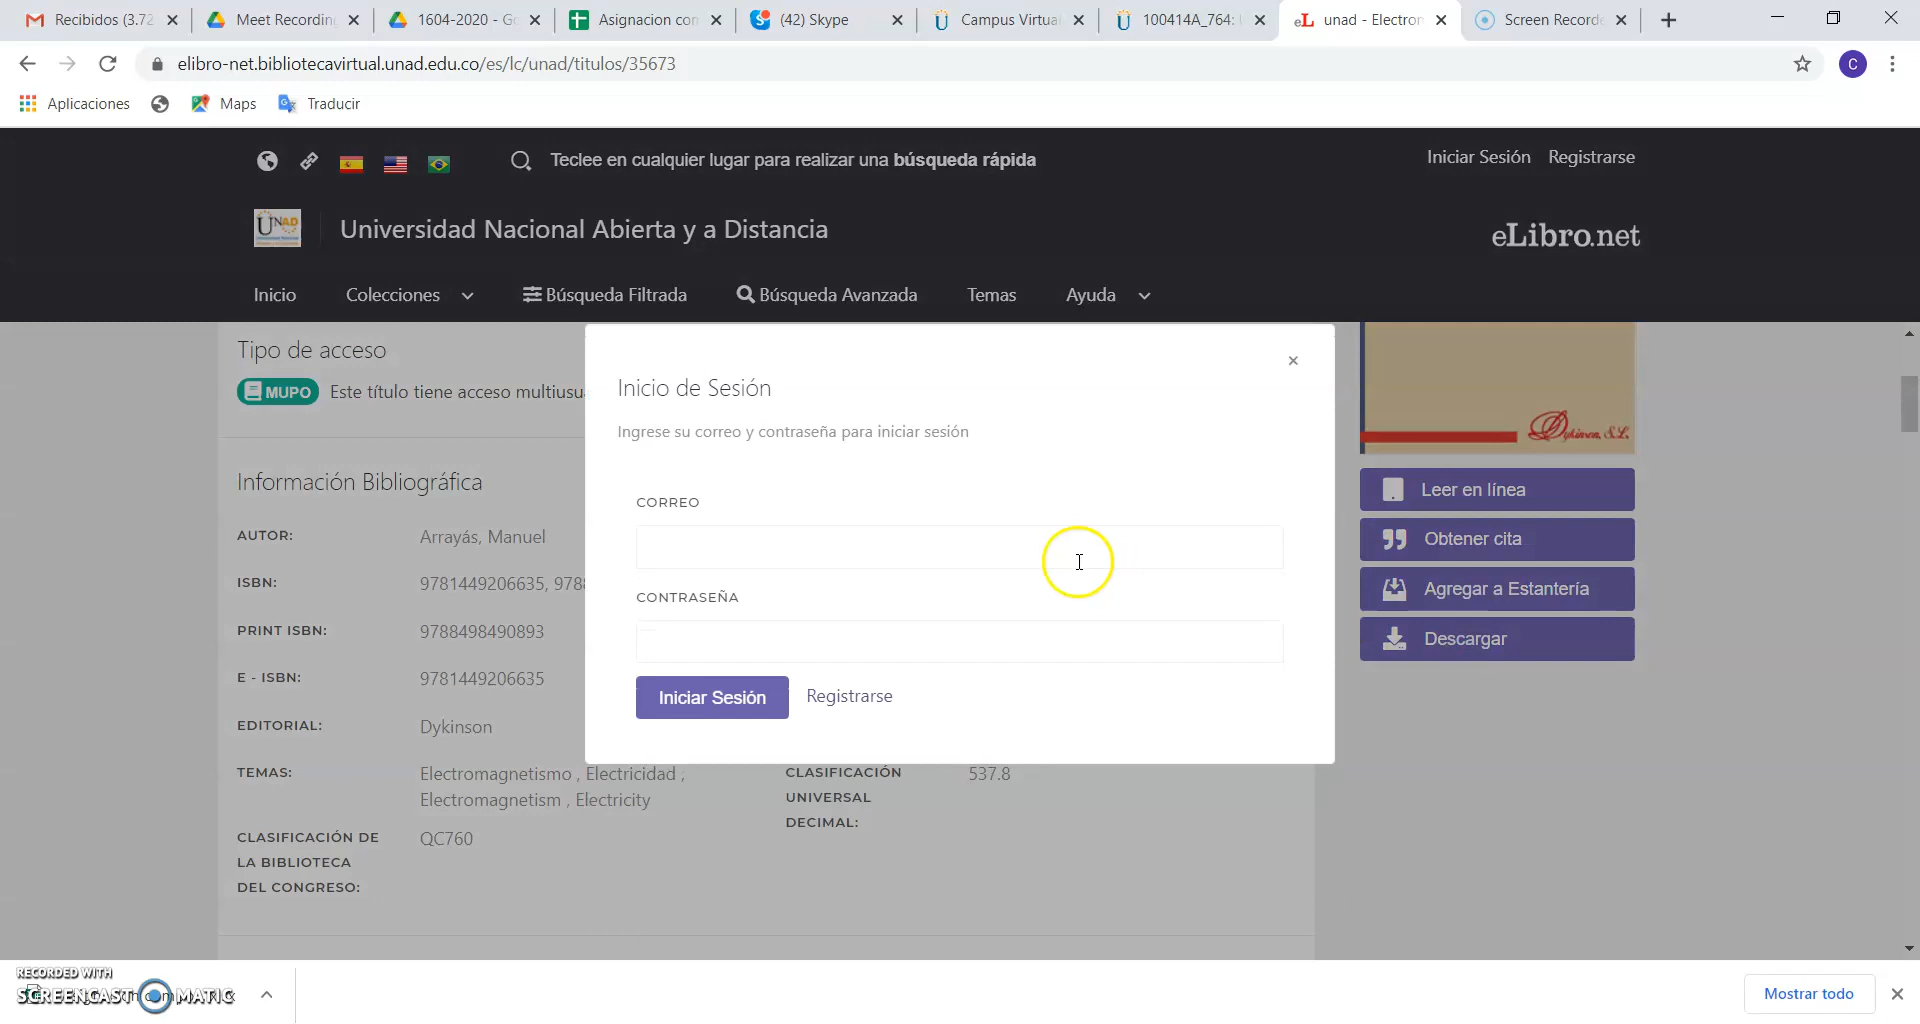 Recibidos (3.72
Meet Recording
1604-2020 - Go
Asignacion con
(42) Skype
Campus Virtua
100414A_764:
unad - Electron
Screen Recorde
elibro-net.bibliotecavirtual.unad.edu.co/es/lc/unad/titulos/35673
C
Aplicaciones
Maps
Traducir
Teclee en cualquier lugar para realizar una búsqueda rápida
Iniciar Sesión
Registrarse
UNAD
Universidad Nacional Abierta y a Distancia
eLibro.net
Inicio
Colecciones
Búsqueda Filtrada
Búsqueda Avanzada
Temas
Ayuda
Tipo de acceso
MUPO Este título tiene acceso multiusu
Información Bibliográfica
AUTOR: Arrayás, Manuel
ISBN: 9781449206635, 978
PRINT ISBN: 9788498490893
E - ISBN: 9781449206635
EDITORIAL: Dykinson
TEMAS: Electromagnetismo , Electricidad ,
Electromagnetism , Electricity
CLASIFICACIÓN DE
LA BIBLIOTECA
DEL CONGRESO:
QC760
CLASIFICACIÓN
UNIVERSAL
DECIMAL:
537.8
Inicio de Sesión
Ingrese su correo y contraseña para iniciar sesión
CORREO
CONTRASEÑA
Iniciar Sesión
Registrarse
Dykinson, S.L.
Leer en línea
Obtener cita
Agregar a Estantería
Descargar
RECORDED WITH
SCREENCAST MATIC
Mostrar todo